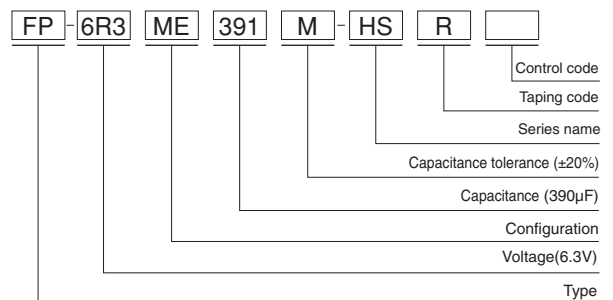 FP - 6R3 ME 391 M - HS R
Control code
Taping code
Series name
Capacitance tolerance (±20%)
Capacitance (390µF)
Configuration
Voltage(6.3V)
Type